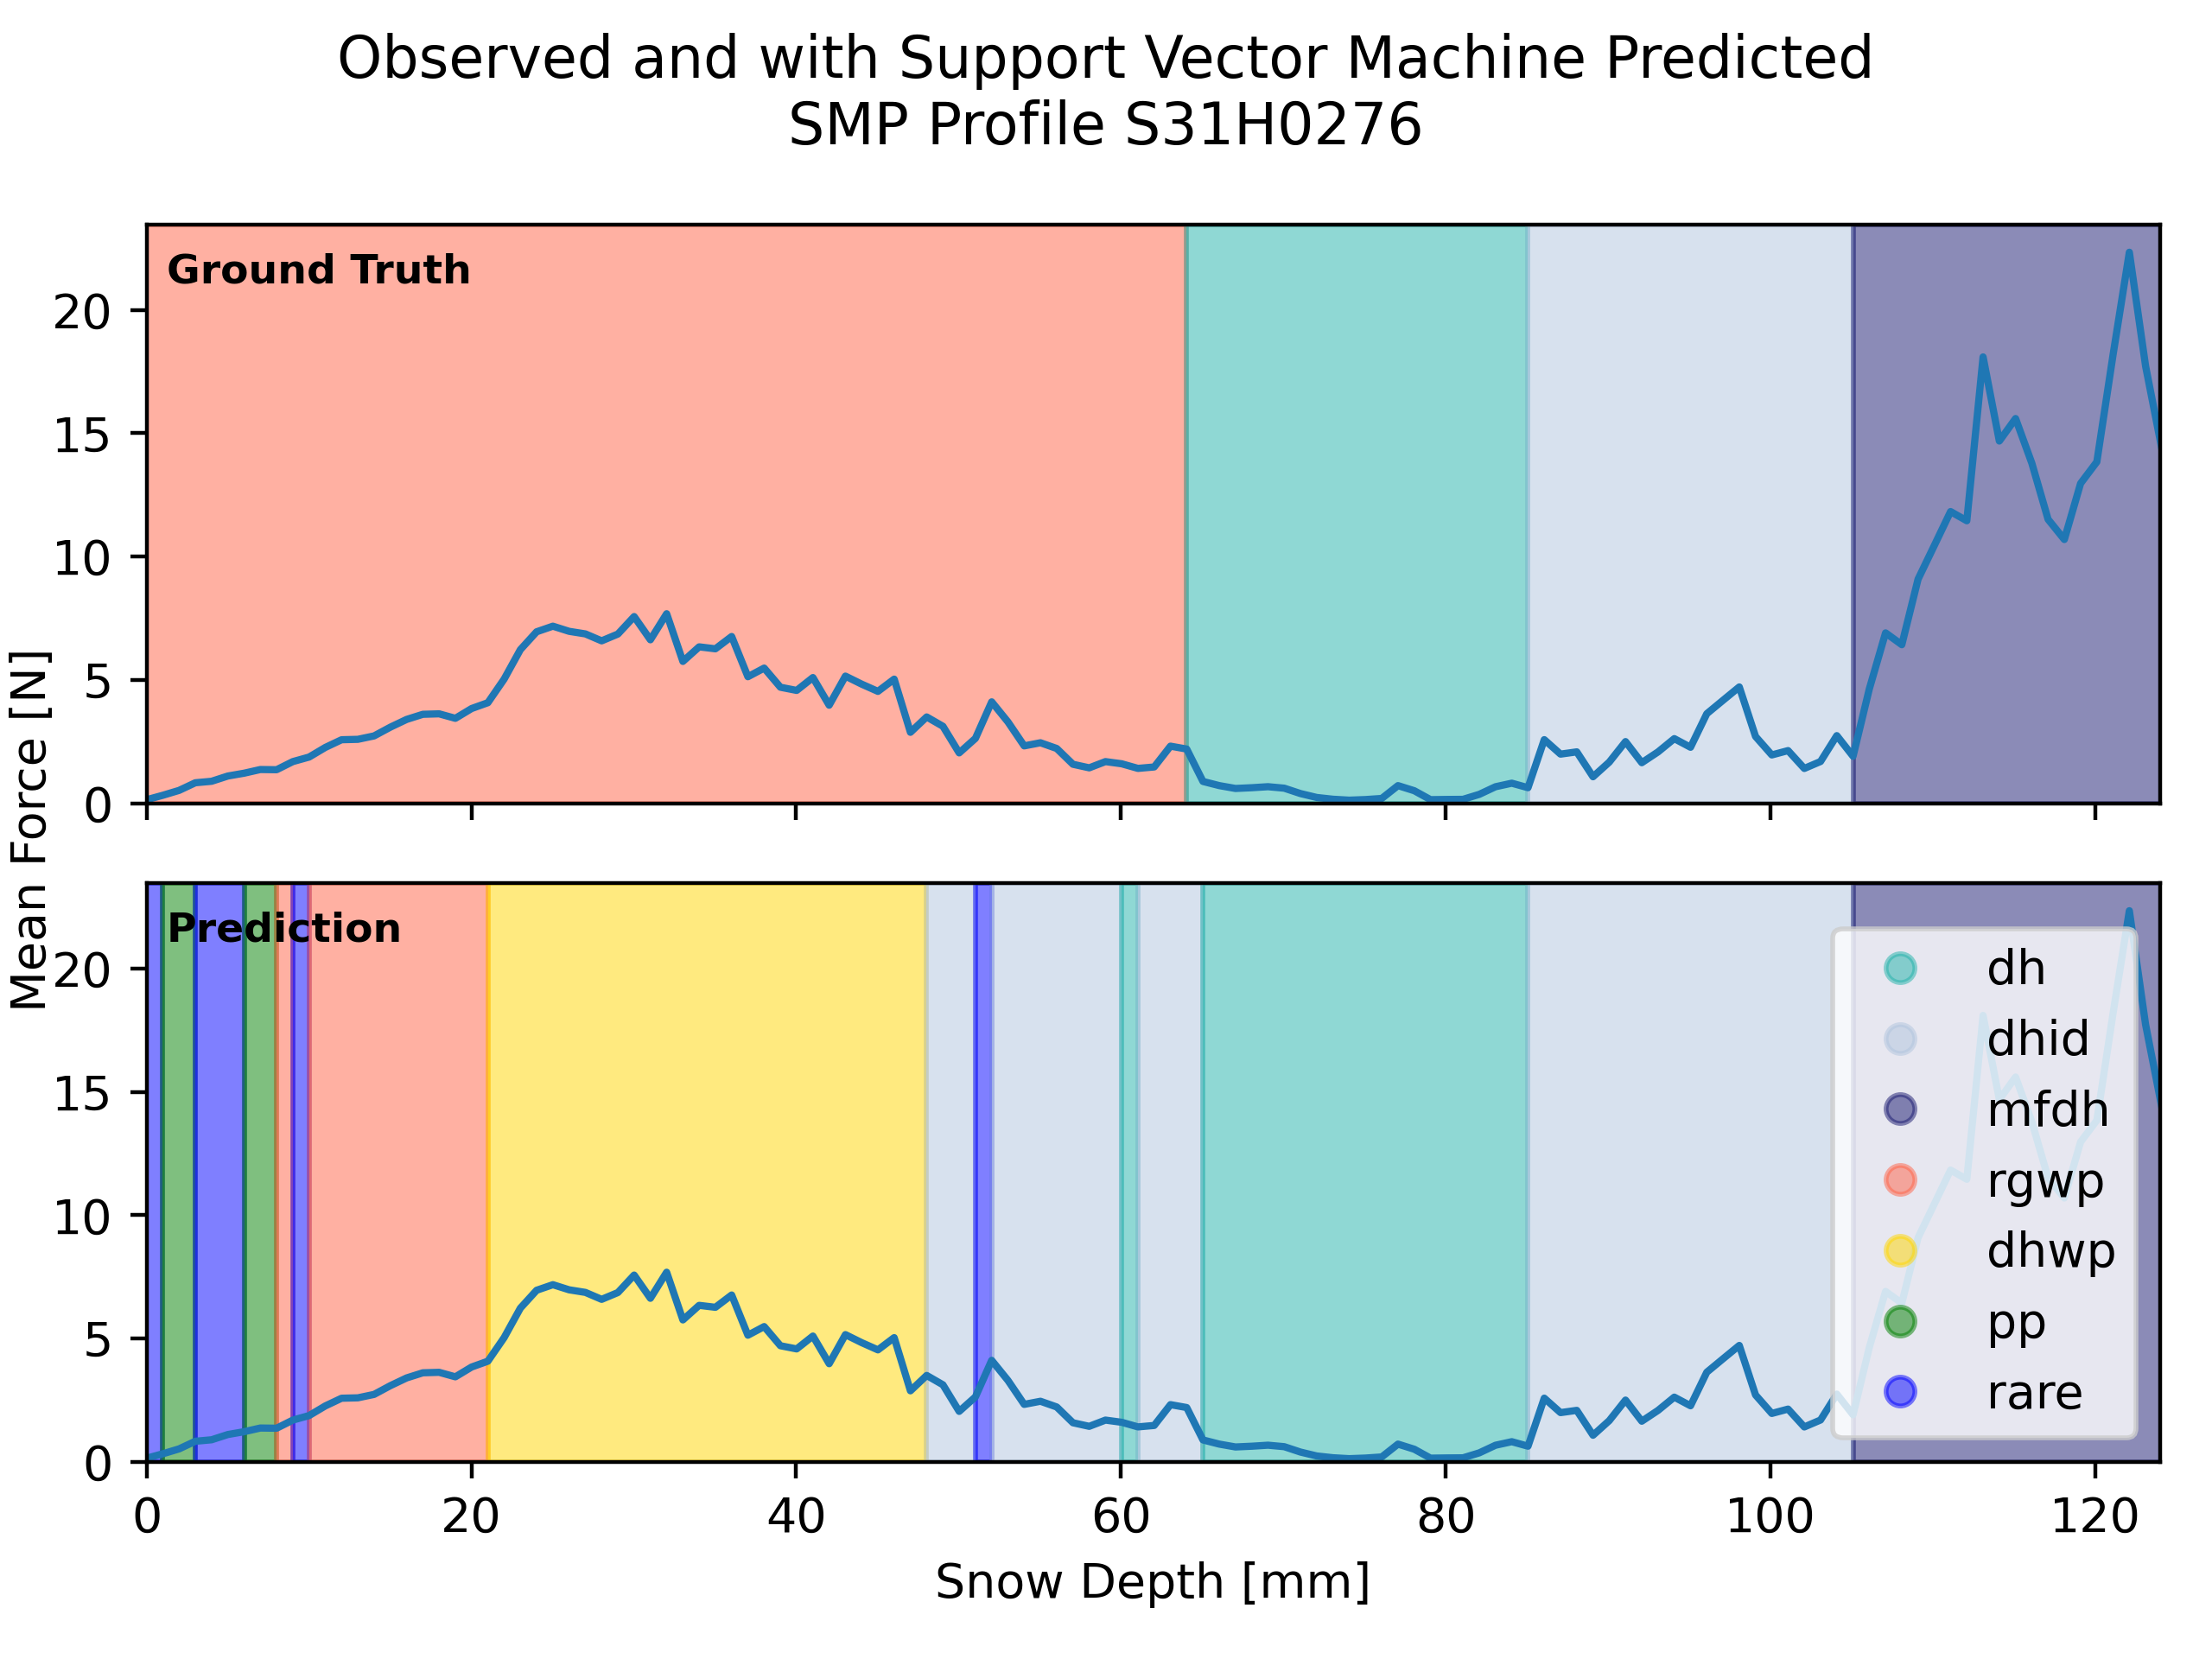 Observed and with Support Vector Machine Predicted
SMP Profile S31H0276
Ground Truth
20
15
10
5
0
Mean Force [N]
Prediction
20
15
10
5
0
dh
dhid
mfdh
rgwp
dhwp
pp
rare
0 20 40 60 80 100 120
Snow Depth [mm]